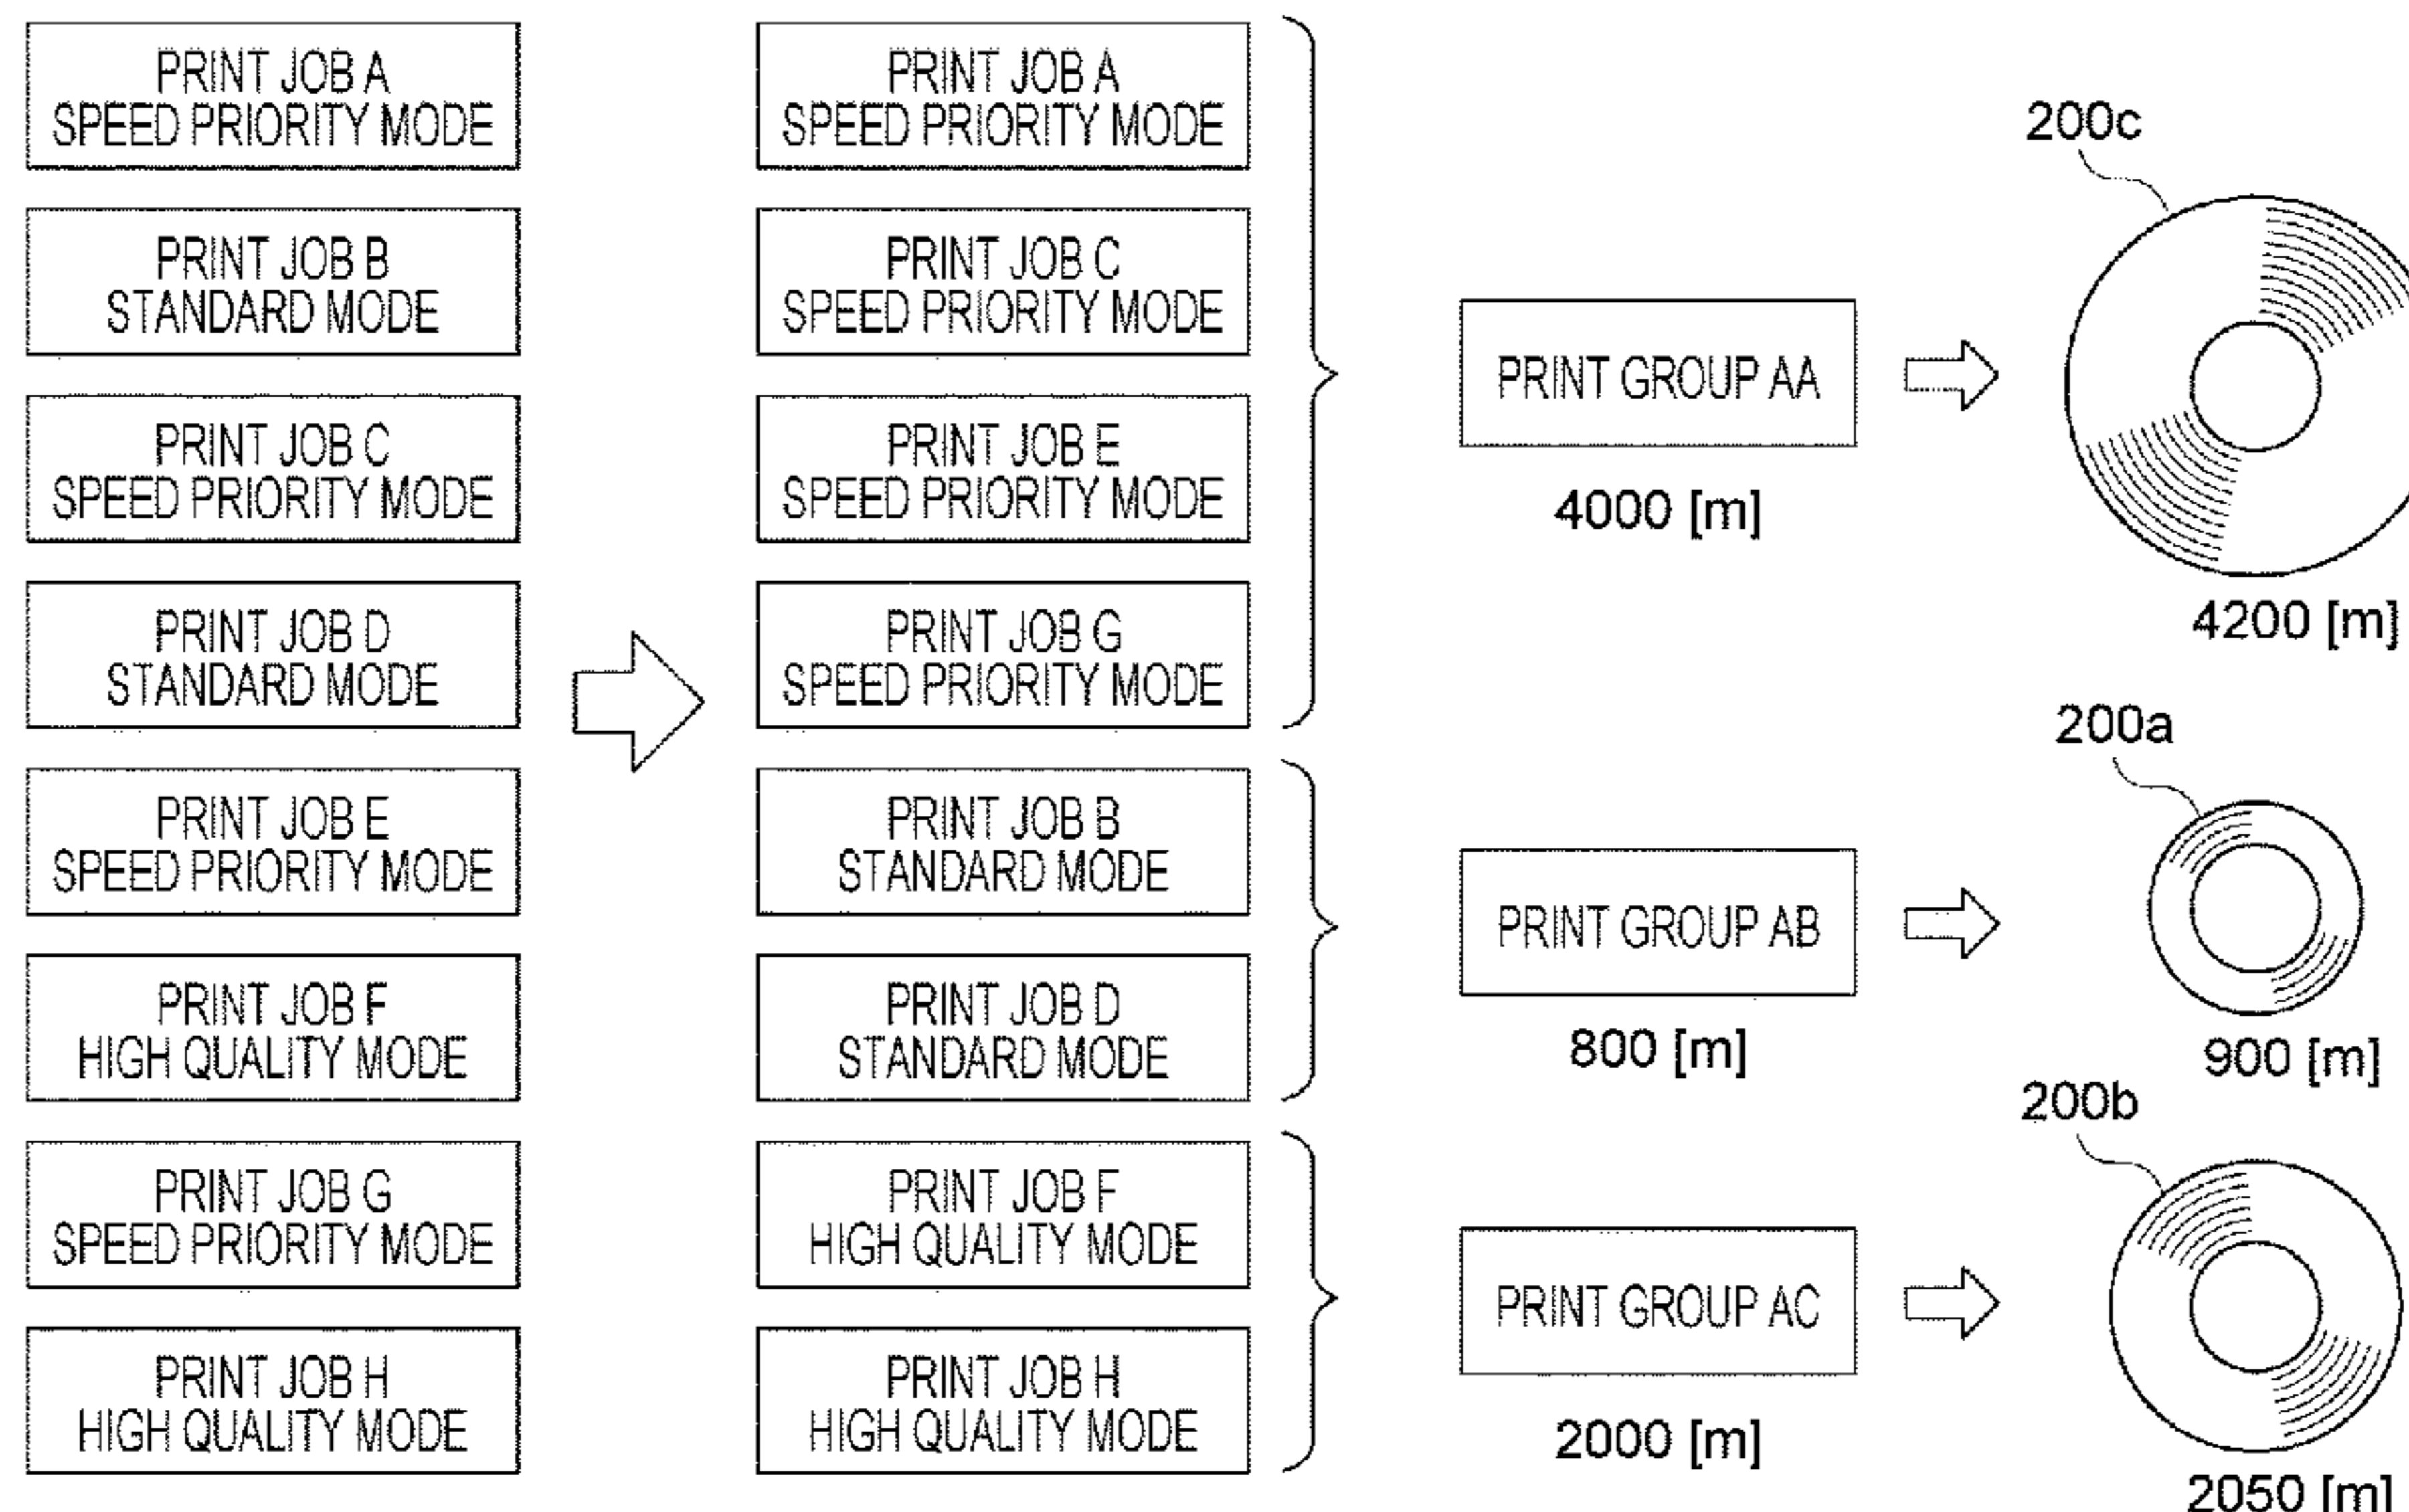 PRINT JOB A
SPEED PRIORITY MODE
PRINT JOB B
STANDARD MODE
PRINT JOB C
SPEED PRIORITY MODE
PRINT JOB D
STANDARD MODE
PRINT JOB E
SPEED PRIORITY MODE
PRINT JOB F
HIGH QUALITY MODE
PRINT JOB G
SPEED PRIORITY MODE
PRINT JOB H
HIGH QUALITY MODE
PRINT JOB A
SPEED PRIORITY MODE
PRINT JOB C
SPEED PRIORITY MODE
PRINT JOB E
SPEED PRIORITY MODE
PRINT JOB G
SPEED PRIORITY MODE
PRINT JOB B
STANDARD MODE
PRINT JOB D
STANDARD MODE
PRINT JOB F
HIGH QUALITY MODE
PRINT JOB H
HIGH QUALITY MODE
PRINT GROUP AA
4000 [m]
PRINT GROUP AB
800 [m]
PRINT GROUP AC
2000 [m]
200c
4200 [m]
200a
900 [m]
200b
2050 [m]